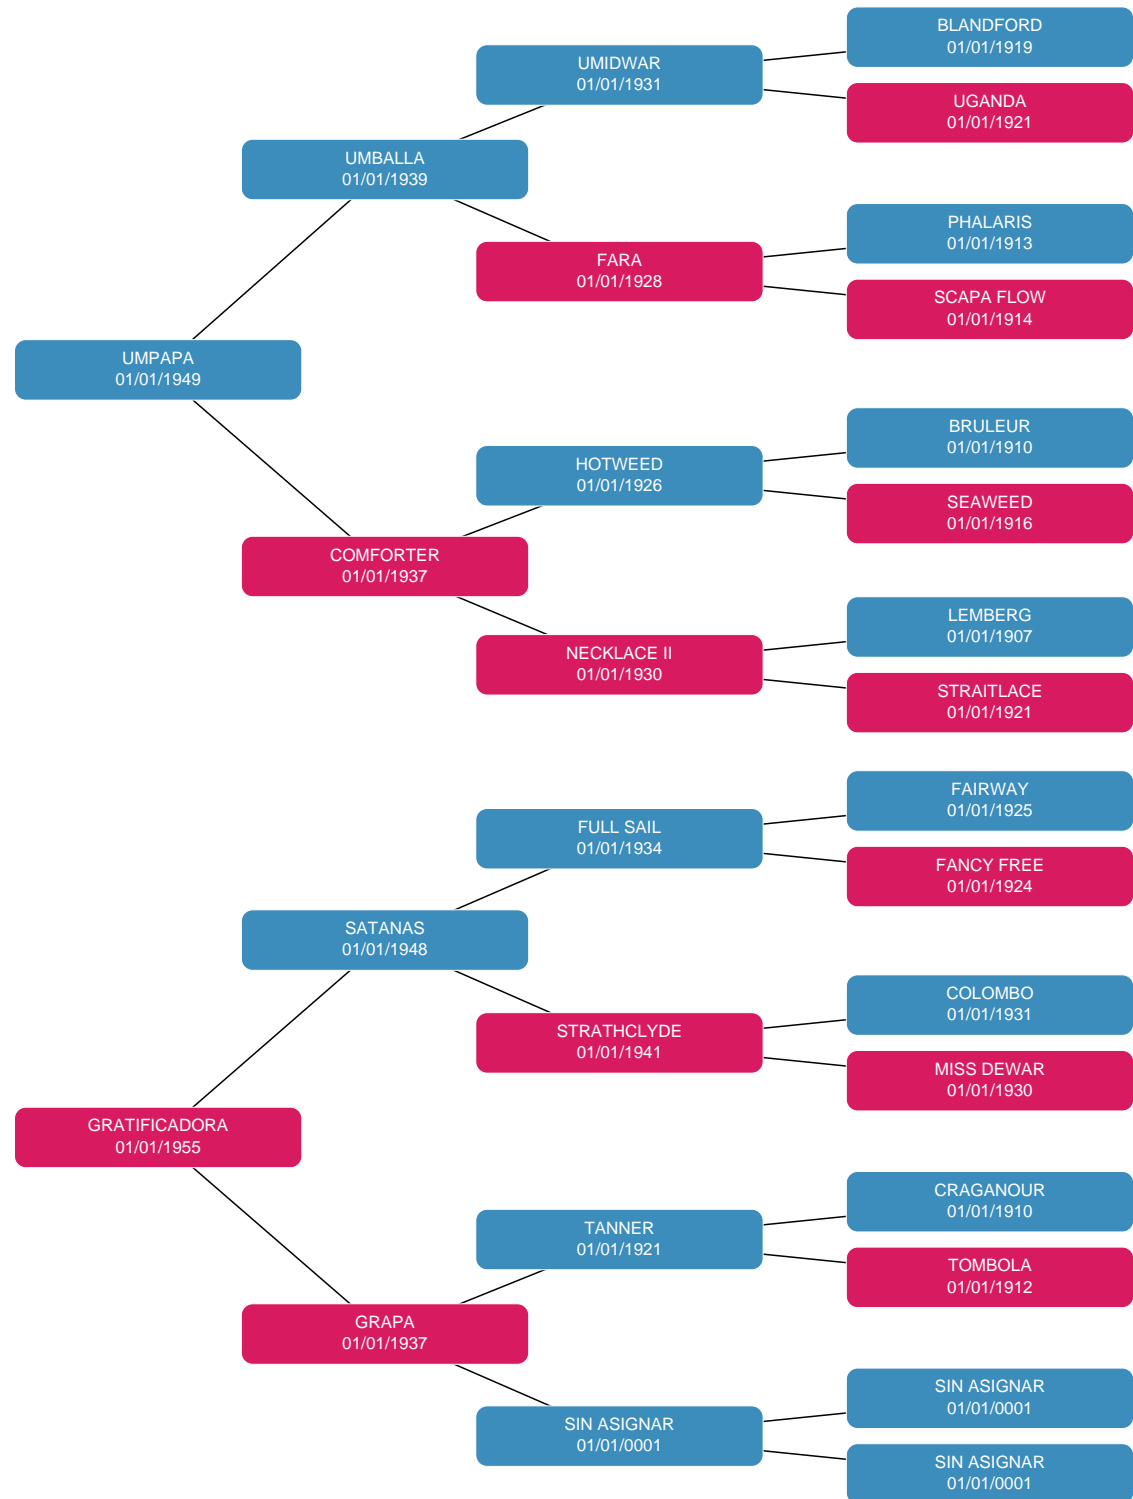 BLANDFORD
01/01/1919
UMIDWAR
01/01/1931
UGANDA
01/01/1921
UMBALLA
01/01/1939
PHALARIS
01/01/1913
FARA
01/01/1928
SCAPA FLOW
01/01/1914
UMPAPA
01/01/1949
BRULEUR
01/01/1910
HOTWEED
01/01/1926
SEAWEED
01/01/1916
COMFORTER
01/01/1937
LEMBERG
01/01/1907
NECKLACE II
01/01/1930
STRAITLACE
01/01/1921
FAIRWAY
01/01/1925
FULL SAIL
01/01/1934
FANCY FREE
01/01/1924
SATANAS
01/01/1948
COLOMBO
01/01/1931
STRATHCLYDE
01/01/1941
MISS DEWAR
01/01/1930
GRATIFICADORA
01/01/1955
CRAGANOUR
01/01/1910
TANNER
01/01/1921
TOMBOLA
01/01/1912
GRAPA
01/01/1937
SIN ASIGNAR
01/01/0001
SIN ASIGNAR
01/01/0001
SIN ASIGNAR
01/01/0001